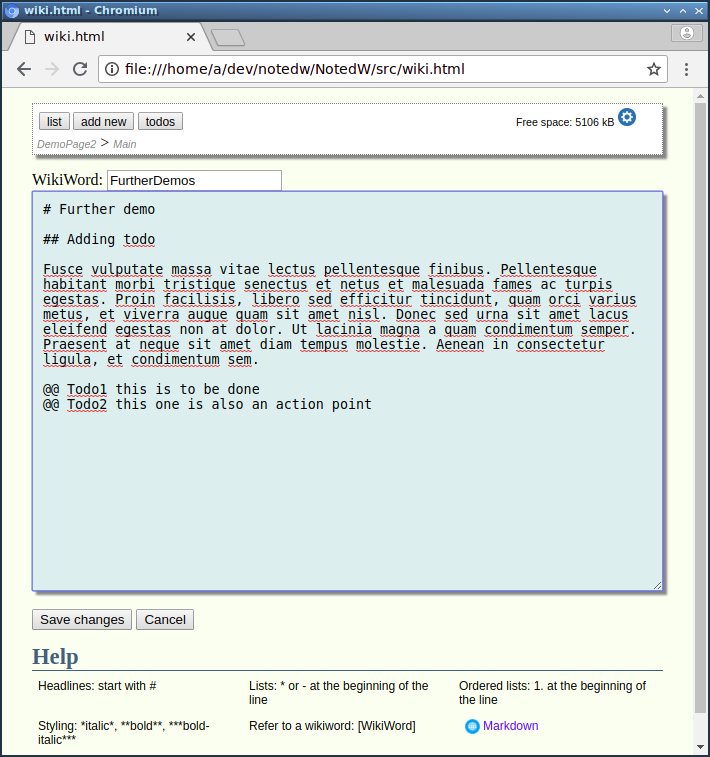 wiki.html - Chromium
wiki.html
file:///home/a/dev/notedw/NotedW/src/wiki.html
list add new todos Free space: 5106 kB
DemoPage2 > Main
WikiWord: FurtherDemos
# Further demo
## Adding todo
Fusce vulputate massa vitae lectus pellentesque finibus. Pellentesque
habitant morbi tristique senectus et netus et malesuada fames ac turpis
egestas. Proin facilisis, libero sed efficitur tincidunt, quam orci varius
metus, et viverra augue quam sit amet nisl. Donec sed urna sit amet lacus
eleifend egestas non at dolor. Ut lacinia magna a quam condimentum semper.
Praesent at neque sit amet diam tempus molestie. Aenean in consectetur
ligula, et condimentum sem.
@@ Todo1 this is to be done
@@ Todo2 this one is also an action point
Save changes Cancel
Help
Headlines: start with #
Lists: * or - at the beginning of the
line
Ordered lists: 1. at the beginning of
the line
Styling: *italic*, **bold**, ***bold-
italic***
Refer to a wikiword: [WikiWord]
Markdown